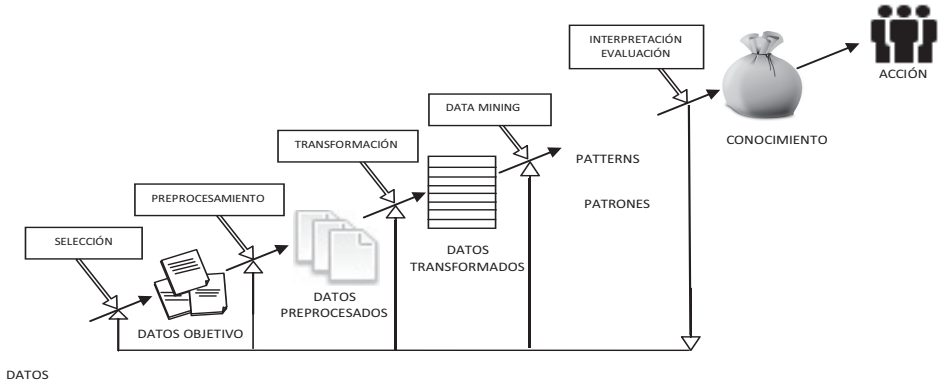 INTERPRETACIÓN
EVALUACIÓN
ACCIÓN
DATA MINING
CONOCIMIENTO
TRANSFORMACIÓN
PATTERNS
PREPROCESAMIENTO
PATRONES
SELECCIÓN
DATOS
TRANSFORMADOS
DATOS
PREPROCESADOS
DATOS OBJETIVO
DATOS